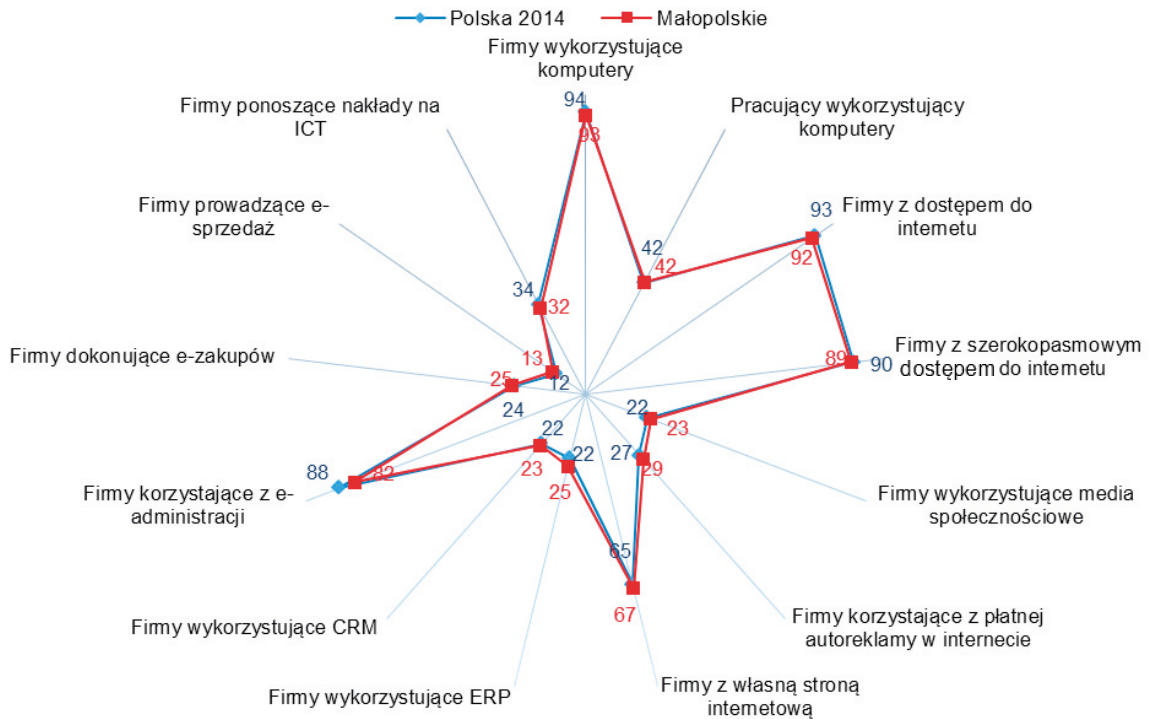 Polska 2014
Małopolskie
Firmy wykorzystujące
komputery
94
93
Pracujący wykorzystujący
komputery
42
42
Firmy z dostępem do
internetu
93
92
Firmy z szerokopasmowym
dostępem do internetu
90
89
Firmy wykorzystujące media
społecznościowe
22
23
Firmy korzystające z płatnej
autoreklamy w internecie
27
29
Firmy z własną stroną
internetową
65
67
Firmy wykorzystujące ERP
22
25
Firmy wykorzystujące CRM
22
23
Firmy korzystające z e-
administracji
88
82
Firmy dokonujące e-zakupów
24
25
Firmy prowadzące e-
sprzedaż
12
13
Firmy ponoszące nakłady na
ICT
34
32